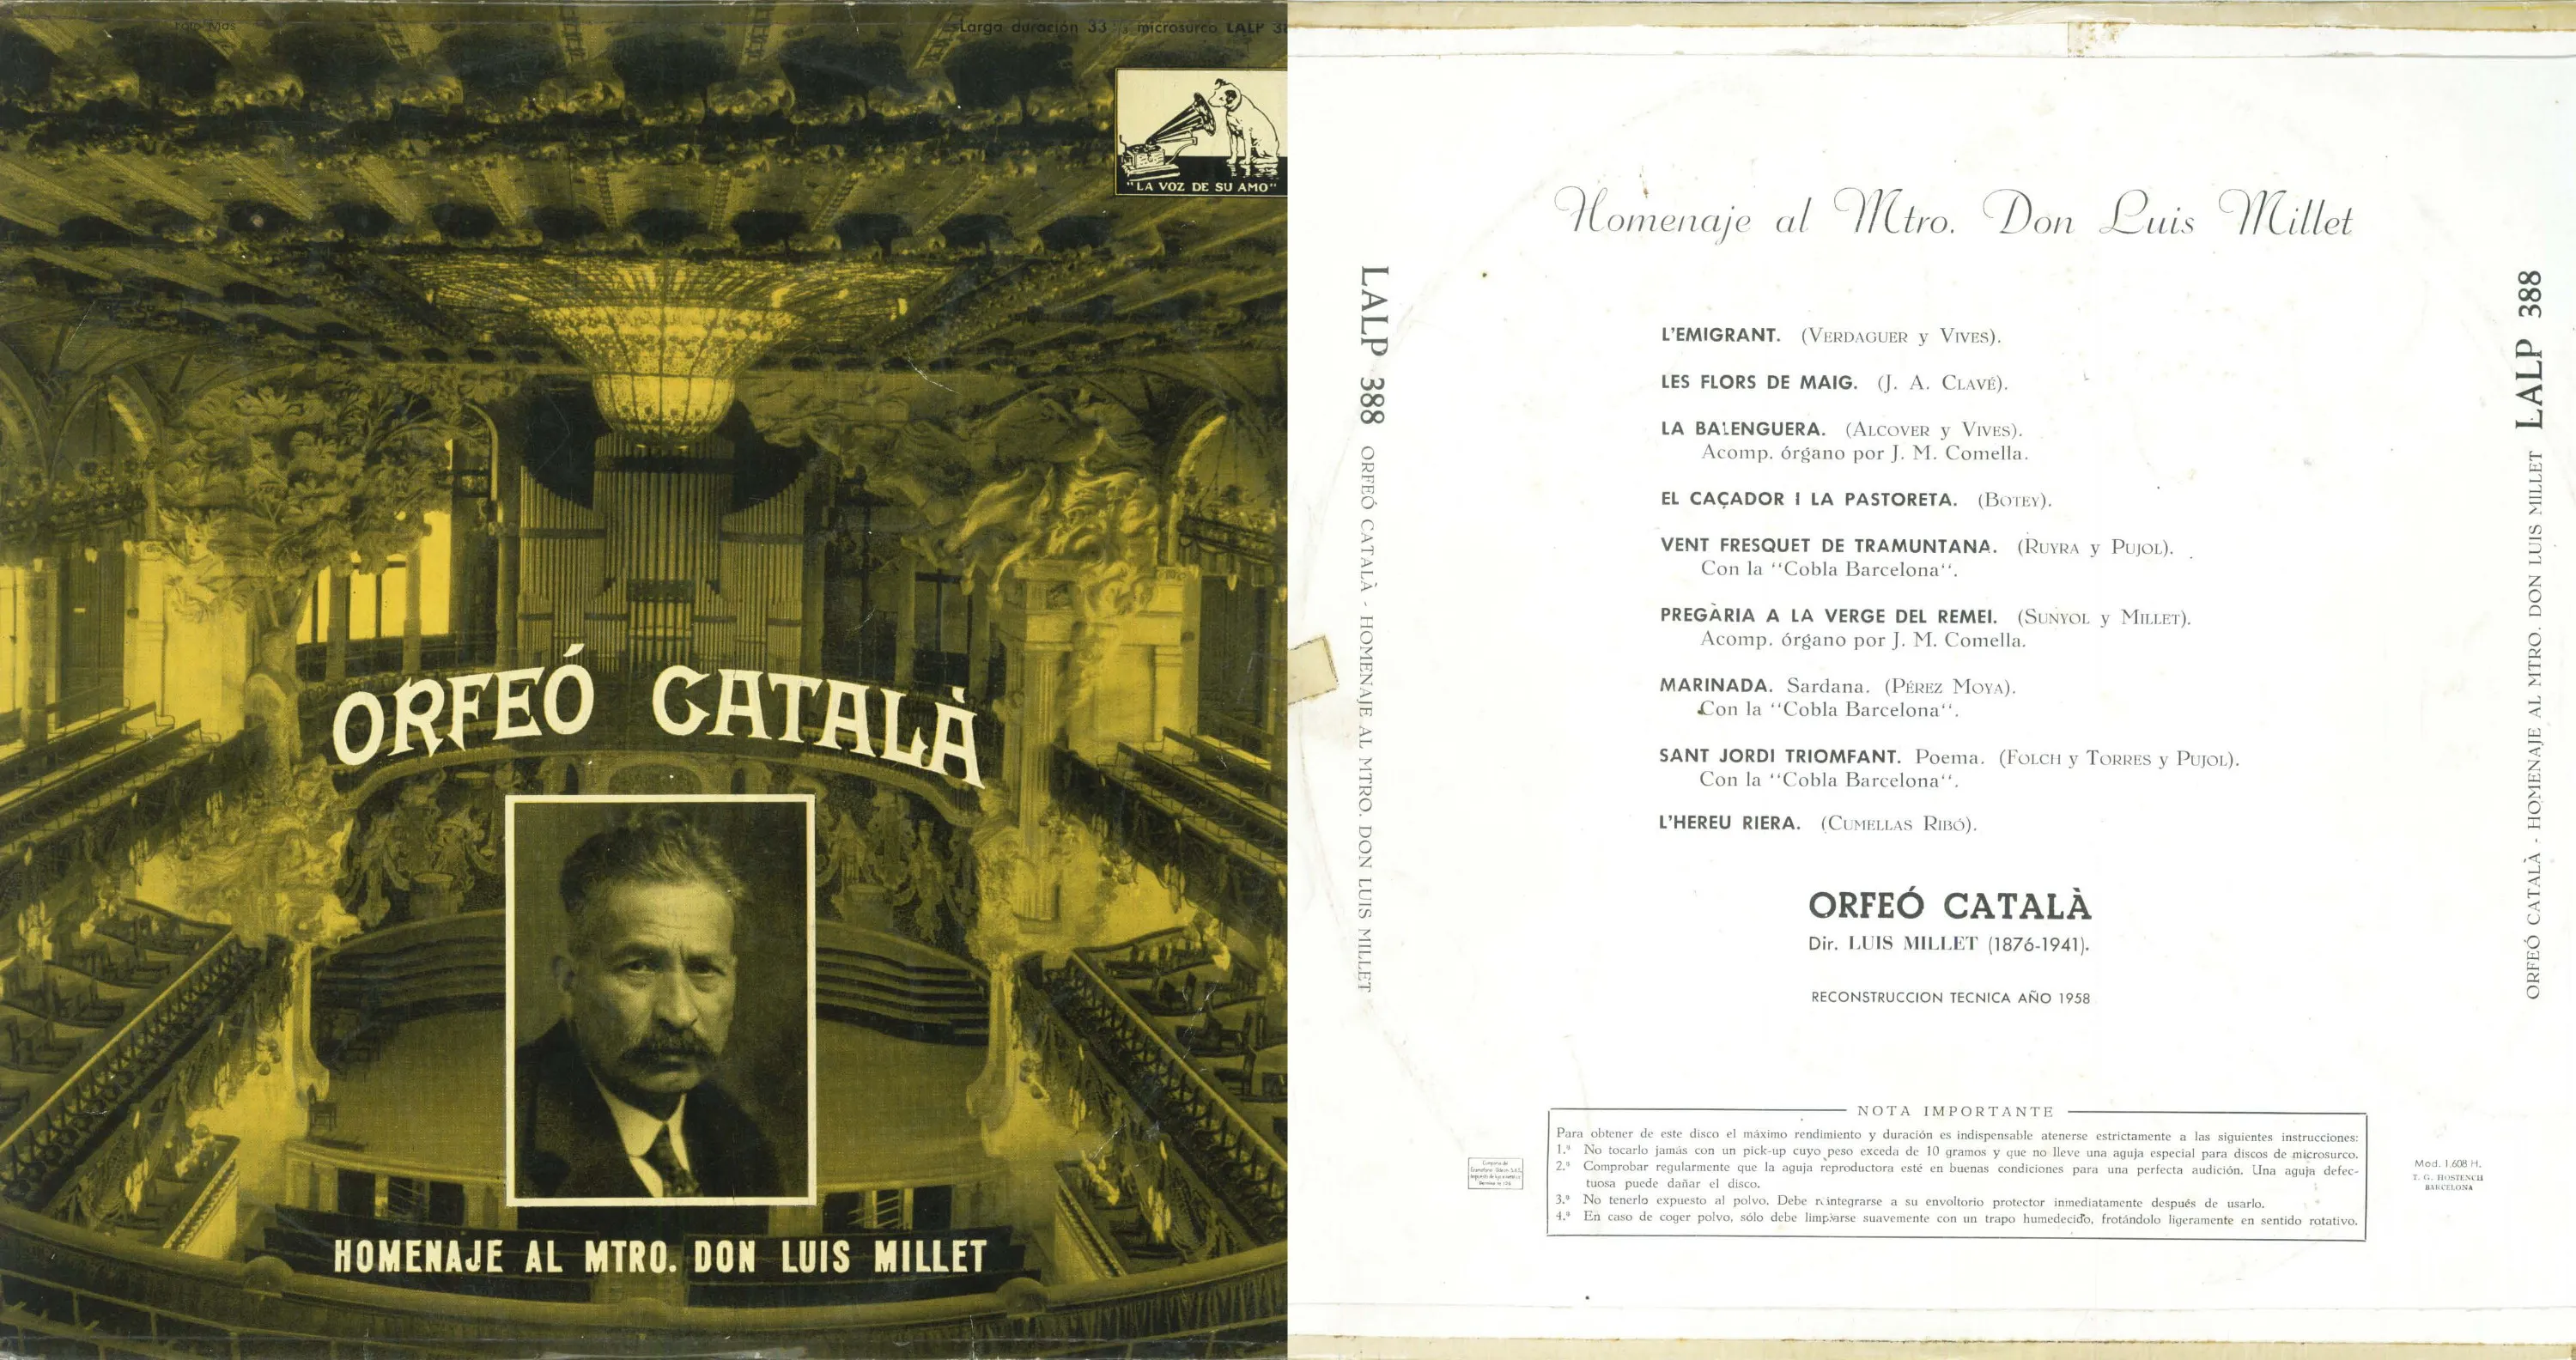 Foto Mas
Larga duración 33 ⅓ microsurco LALP
"LA VOZ DE SU AMO"
ORFEÓ CATALÀ
HOMENAJE AL MTRO. DON LUIS MILLET
LALP 388 ORFEÓ CATALÀ - HOMENAJE AL MTRO. DON LUIS MILLET
Homenaje al Mtro. Don Luis Millet
L'EMIGRANT. (VERDAGUER y VIVES).
LES FLORS DE MAIG. (J. A. CLAVÉ).
LA BALENGUERA. (ALCOVER y VIVES).
Acomp. órgano por J. M. Comella.
EL CAÇADOR I LA PASTORETA. (BOTEY).
VENT FRESQUET DE TRAMUNTANA. (RUYRA y PUJOL).
Con la "Cobla Barcelona".
PREGÀRIA A LA VERGE DEL REMEI. (SUNYOL y MILLET).
Acomp. órgano por J. M. Comella.
MARINADA. Sardana. (PÉREZ MOYA).
Con la "Cobla Barcelona".
SANT JORDI TRIOMFANT. Poema. (FOLCH y TORRES y PUJOL).
Con la "Cobla Barcelona".
L'HEREU RIERA. (CUMELLAS RIBÓ).
ORFEÓ CATALÀ
Dir. LUIS MILLET (1876-1941).
RECONSTRUCCION TECNICA AÑO 1958
NOTA IMPORTANTE
Para obtener de este disco el máximo rendimiento y duración es indispensable atenerse estrictamente a las siguientes instrucciones:
1.ª No tocarlo jamás con un pick-up cuyo peso exceda de 10 gramos y que no lleve una aguja especial para discos de microsurco.
2.ª Comprobar regularmente que la aguja reproductora esté en buenas condiciones para una perfecta audición. Una aguja defec-
tuosa puede dañar el disco.
3.ª No tenerlo expuesto al polvo. Debe reintegrarse a su envoltorio protector inmediatamente después de usarlo.
4.ª En caso de coger polvo, sólo debe limpiarse suavemente con un trapo humedecido, frotándolo ligeramente en sentido rotativo.
Mod. 1.608 H.
T. G. HOSTENCH
BARCELONA
ORFEÓ CATALÀ - HOMENAJE AL MTRO. DON LUIS MILLET LALP 388